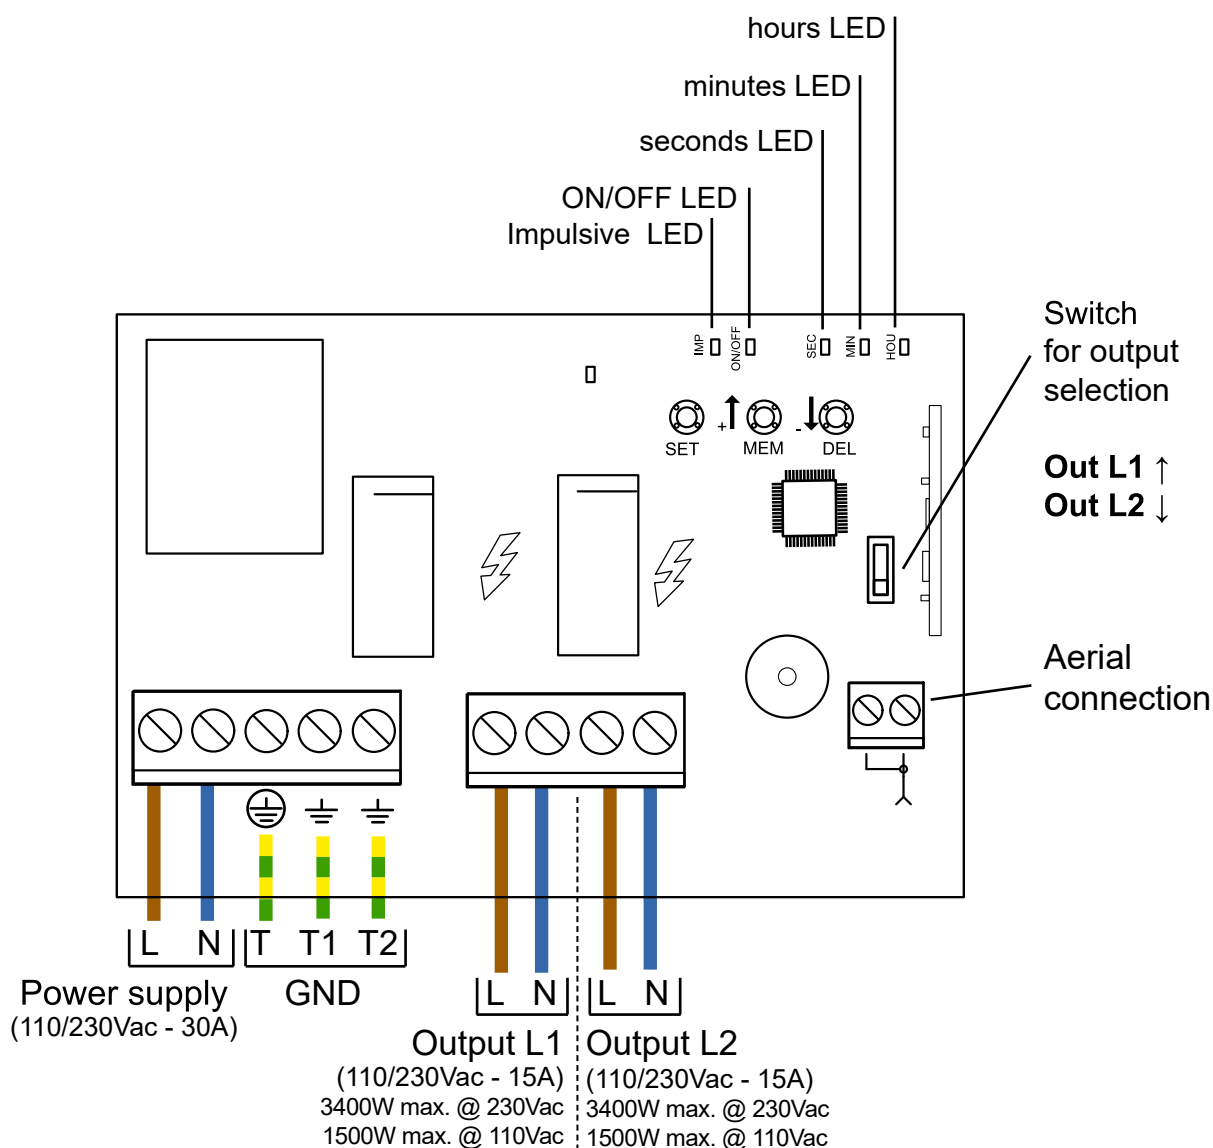 hours LED
minutes LED
seconds LED
ON/OFF LED
Impulsive LED
Switch
for output
selection
Out L1 ↑
Out L2 ↓
IMP
ON/OFF
SEC
MIN
HOU
SET
+
MEM
-
DEL
Aerial
connection
L N T T1 T2
Power supply
(110/230Vac - 30A)
GND
L N
Output L1
(110/230Vac - 15A)
3400W max. @ 230Vac
1500W max. @ 110Vac
L N
Output L2
(110/230Vac - 15A)
3400W max. @ 230Vac
1500W max. @ 110Vac